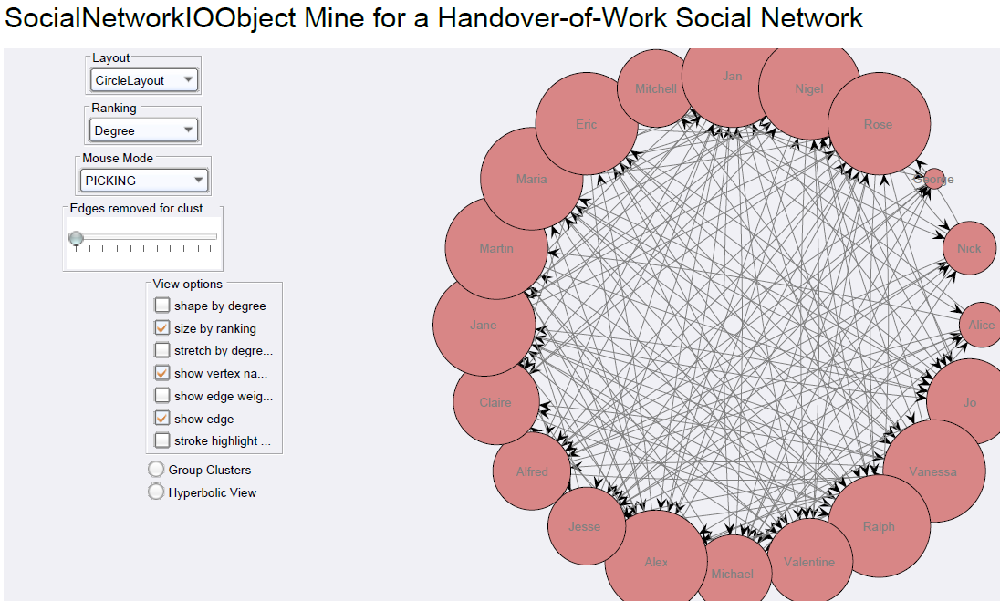 SocialNetworkIOObject Mine for a Handover-of-Work Social Network
Layout
CircleLayout
Ranking
Degree
Mouse Mode
PICKING
Edges removed for clust...
View options
shape by degree
size by ranking
stretch by degre...
show vertex na...
show edge weig...
show edge
stroke highlight ...
Group Clusters
Hyperbolic View
Jan
Nigel
Mitchell
Rose
Eric
George
Maria
Nick
Martin
Alice
Jane
Jo
Claire
Vanessa
Alfred
Ralph
Jesse
Valentine
Alex
Michael